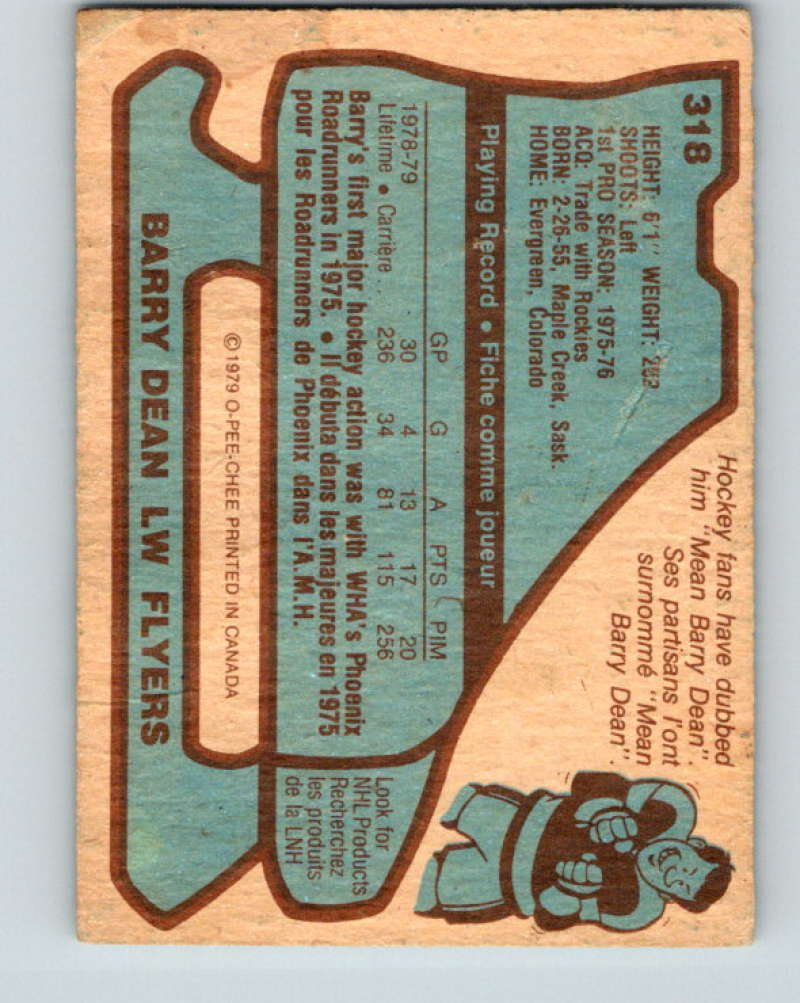 318
HEIGHT: 6'1" WEIGHT: 202
SHOOTS: Left
1st PRO SEASON: 1975-76
ACQ: Trade with Rockies
BORN: 2-26-55, Maple Creek, Sask.
HOME: Evergreen, Colorado
Hockey fans have dubbed
him "Mean Barry Dean".
Ses partisans l'ont
surnommé "Mean
Barry Dean".
Playing Record • Fiche comme joueur
GP G A PTS PIM
1978-79 30 4 13 17 20
Lifetime • Carrière . . 236 34 81 115 256
Barry's first major hockey action was with WHA's Phoenix
Roadrunners in 1975. • Il débuta dans les majeures en 1975
pour les Roadrunners de Phoenix dans l'A.M.H.
Look for
NHL Products
Recherchez
les produits
de la LNH
©1979 O-PEE-CHEE PRINTED IN CANADA
BARRY DEAN LW FLYERS